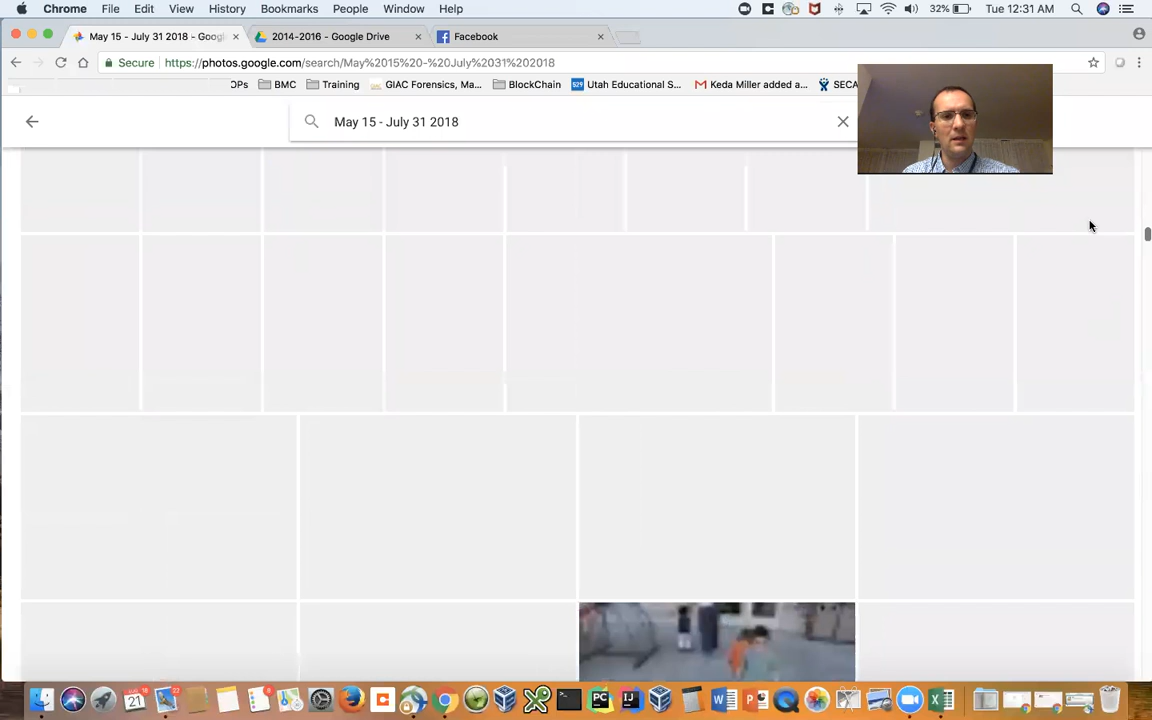 Chrome File Edit View History Bookmarks People Window Help 32% Tue 12:31 AM
May 15 - July 31 2018 - Goog
2014-2016 - Google Drive
Facebook
Secure https://photos.google.com/search/May%2015%20-%20July%2031%202018
OPs BMC Training GIAC Forensics, Ma... BlockChain Utah Educational S... Keda Miller added a... SECA
May 15 - July 31 2018